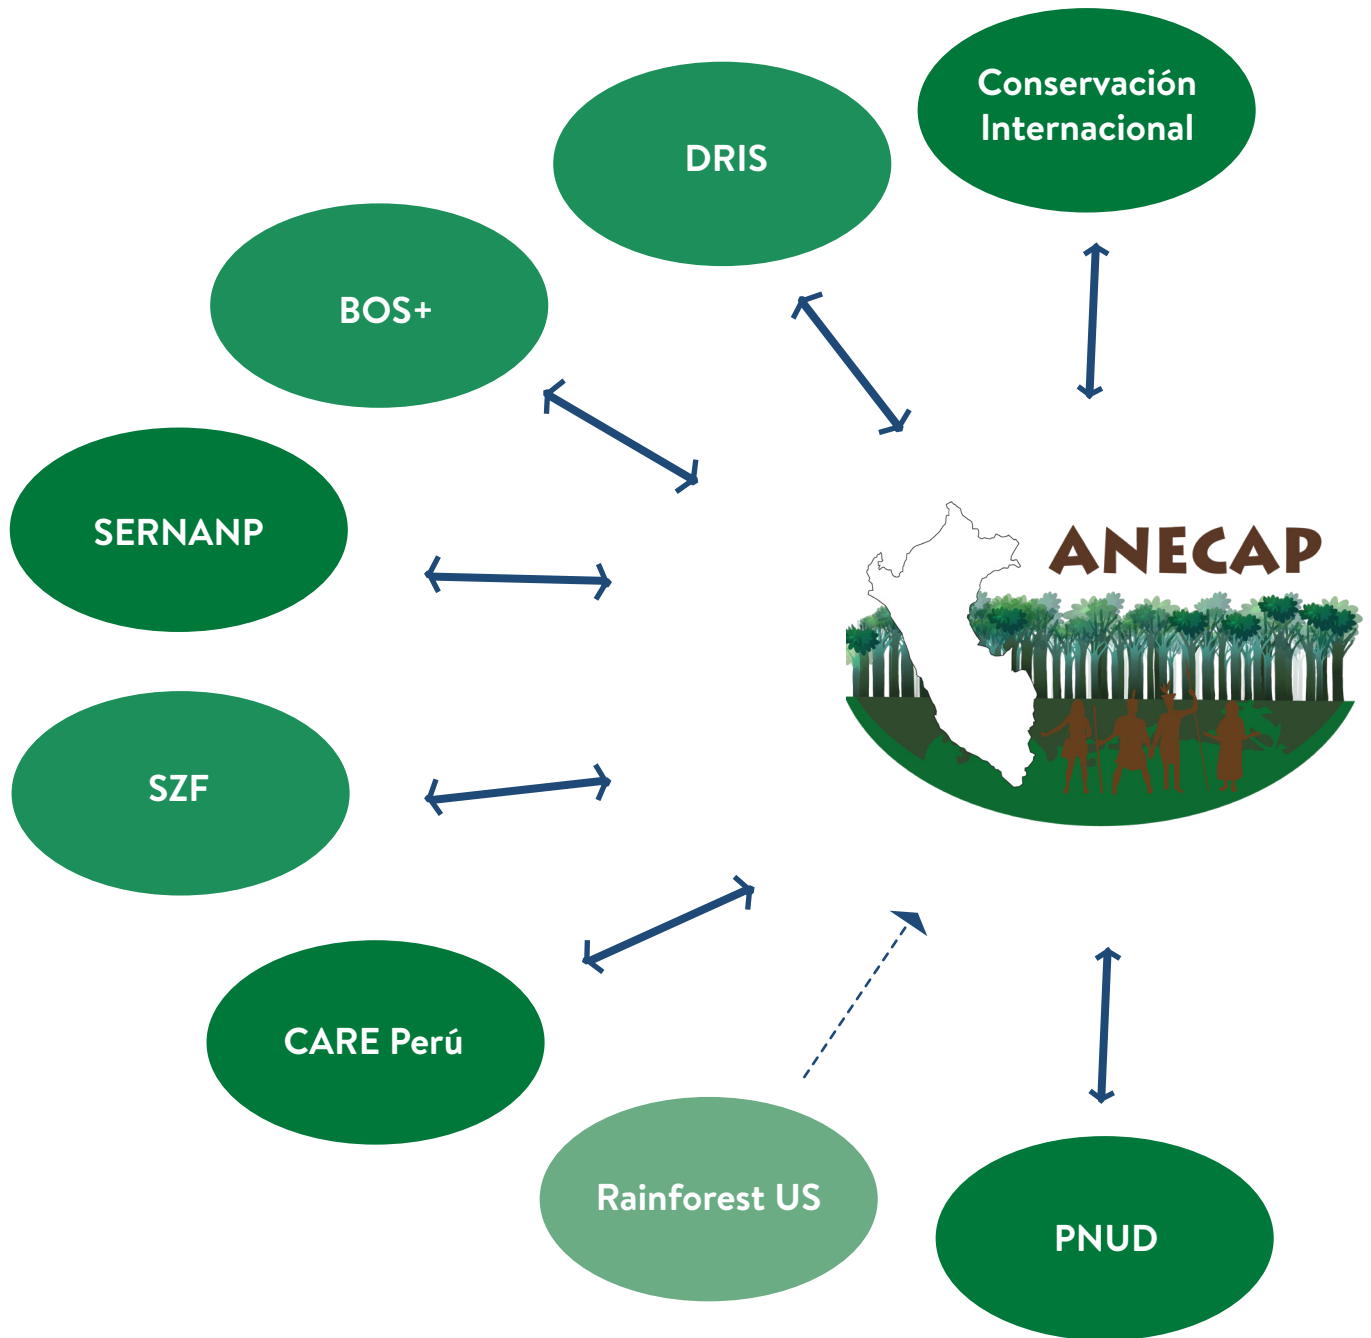 Conservación
Internacional
DRIS
BOS+
SERNANP
ANECAP
SZF
CARE Perú
Rainforest US
PNUD